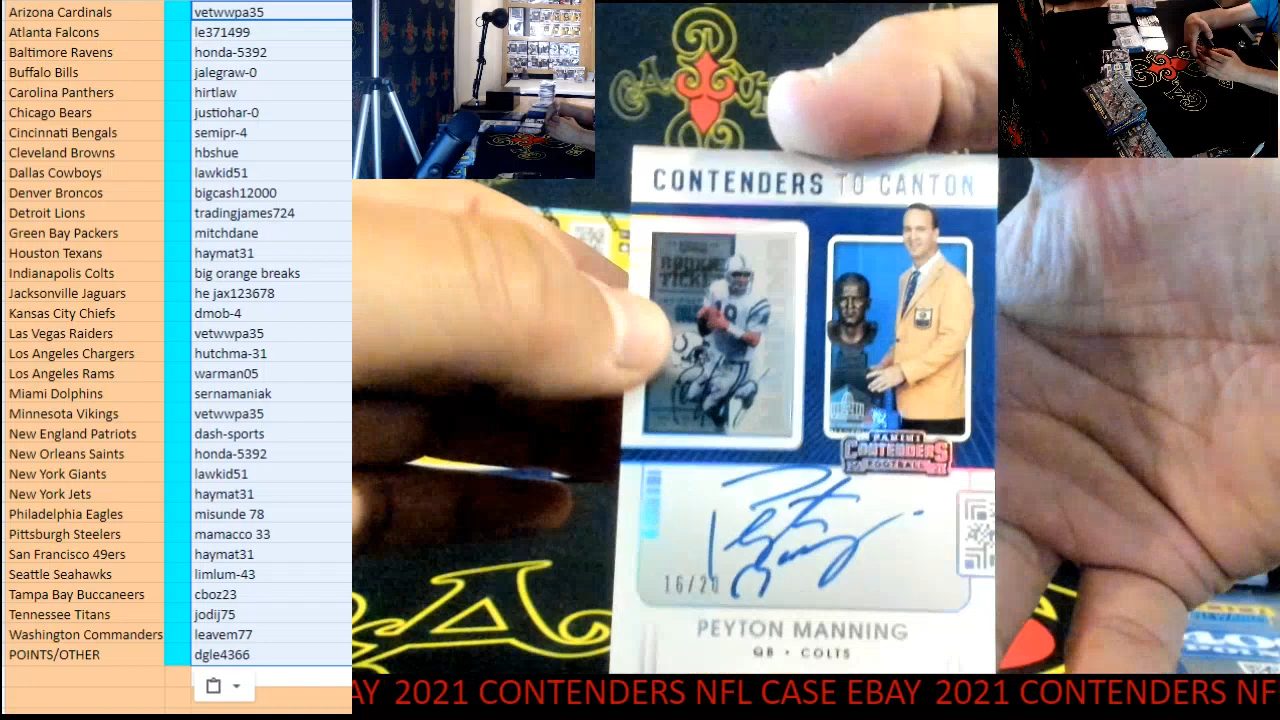 Arizona Cardinals vetwwpa35
Atlanta Falcons le371499
Baltimore Ravens honda-5392
Buffalo Bills jalegraw-0
Carolina Panthers hirtlaw
Chicago Bears justiohar-0
Cincinnati Bengals semipr-4
Cleveland Browns hbshue
Dallas Cowboys lawkid51
Denver Broncos bigcash12000
Detroit Lions tradingjames724
Green Bay Packers mitchdane
Houston Texans haymat31
Indianapolis Colts big orange breaks
Jacksonville Jaguars he jax123678
Kansas City Chiefs dmob-4
Las Vegas Raiders vetwwpa35
Los Angeles Chargers hutchma-31
Los Angeles Rams warman05
Miami Dolphins sernamaniak
Minnesota Vikings vetwwpa35
New England Patriots dash-sports
New Orleans Saints honda-5392
New York Giants lawkid51
New York Jets haymat31
Philadelphia Eagles misunde 78
Pittsburgh Steelers mamacco 33
San Francisco 49ers haymat31
Seattle Seahawks limlum-43
Tampa Bay Buccaneers cboz23
Tennessee Titans jodij75
Washington Commanders leavem77
POINTS/OTHER dgle4366
CONTENDERS TO CANTON
ROOKIE
TICKET
PANINI
CONTENDERS
FOOTBALL
16/20
PEYTON MANNING
QB • COLTS
AY 2021 CONTENDERS NFL CASE EBAY 2021 CONTENDERS NF